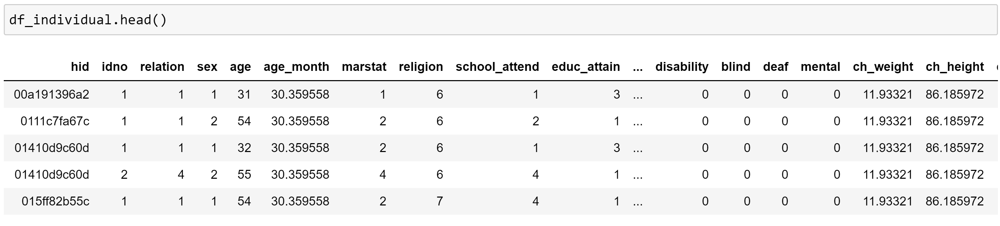 df_individual.head()
hid idno relation sex age age_month marstat religion school_attend educ_attain ... disability blind deaf mental ch_weight ch_height
00a191396a2 1 1 1 31 30.359558 1 6 1 3 ... 0 0 0 0 11.93321 86.185972
0111c7fa67c 1 1 2 54 30.359558 2 6 2 1 ... 0 0 0 0 11.93321 86.185972
01410d9c60d 1 1 1 32 30.359558 2 6 1 3 ... 0 0 0 0 11.93321 86.185972
01410d9c60d 2 4 2 55 30.359558 4 6 4 1 ... 0 0 0 0 11.93321 86.185972
015ff82b55c 1 1 1 54 30.359558 2 7 4 1 ... 0 0 0 0 11.93321 86.185972